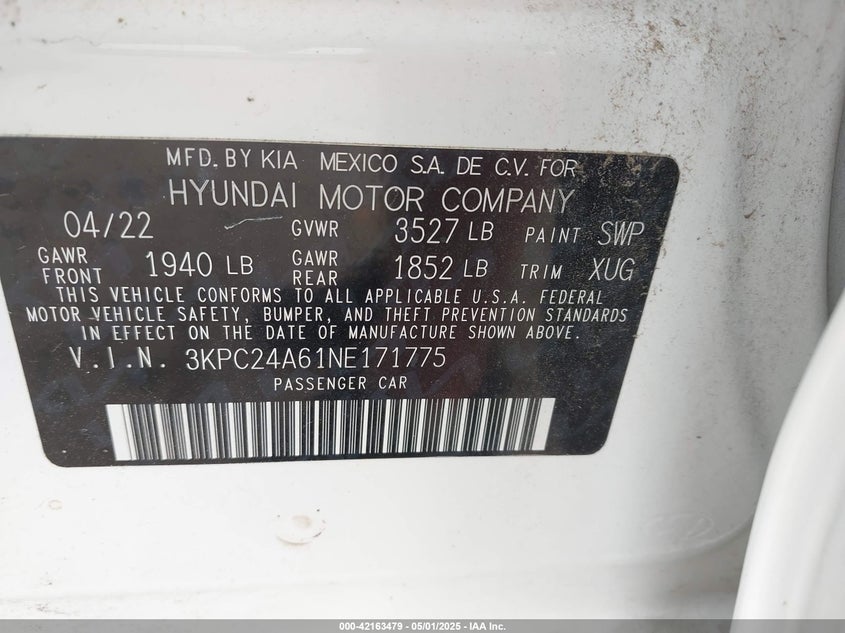 MFD. BY KIA MEXICO S.A. DE C.V. FOR
HYUNDAI MOTOR COMPANY
04/22 GVWR 3527 LB PAINT SWP
GAWR FRONT 1940 LB GAWR REAR 1852 LB TRIM XUG
THIS VEHICLE CONFORMS TO ALL APPLICABLE U.S.A. FEDERAL
MOTOR VEHICLE SAFETY, BUMPER, AND THEFT PREVENTION STANDARDS
IN EFFECT ON THE DATE OF MANUFACTURE SHOWN ABOVE.
V.I.N. 3KPC24A61NE171775
PASSENGER CAR
000-42163479 - 05/01/2025 - IAA Inc.